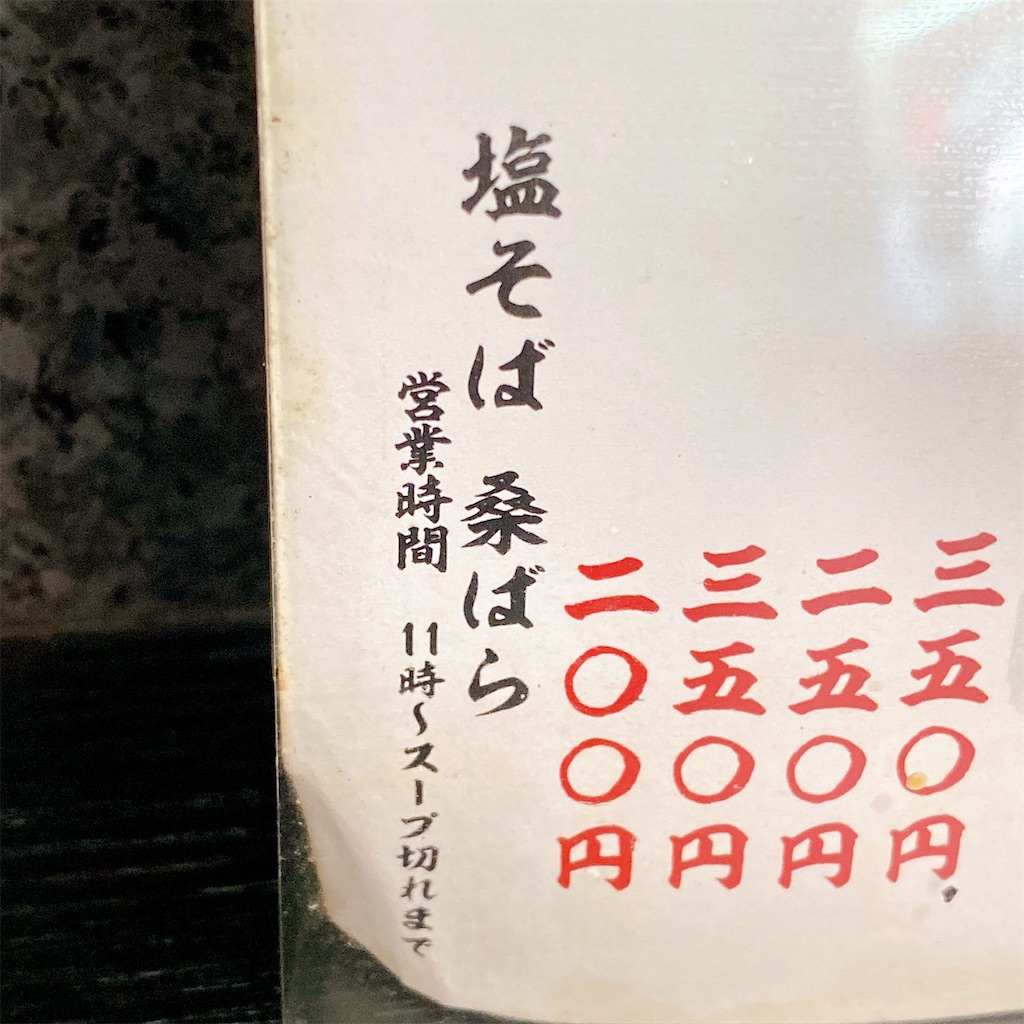 三五〇円
二五〇円
三五〇円
二〇〇円
塩そば 桑ばら
営業時間 11時~スープ切れまで